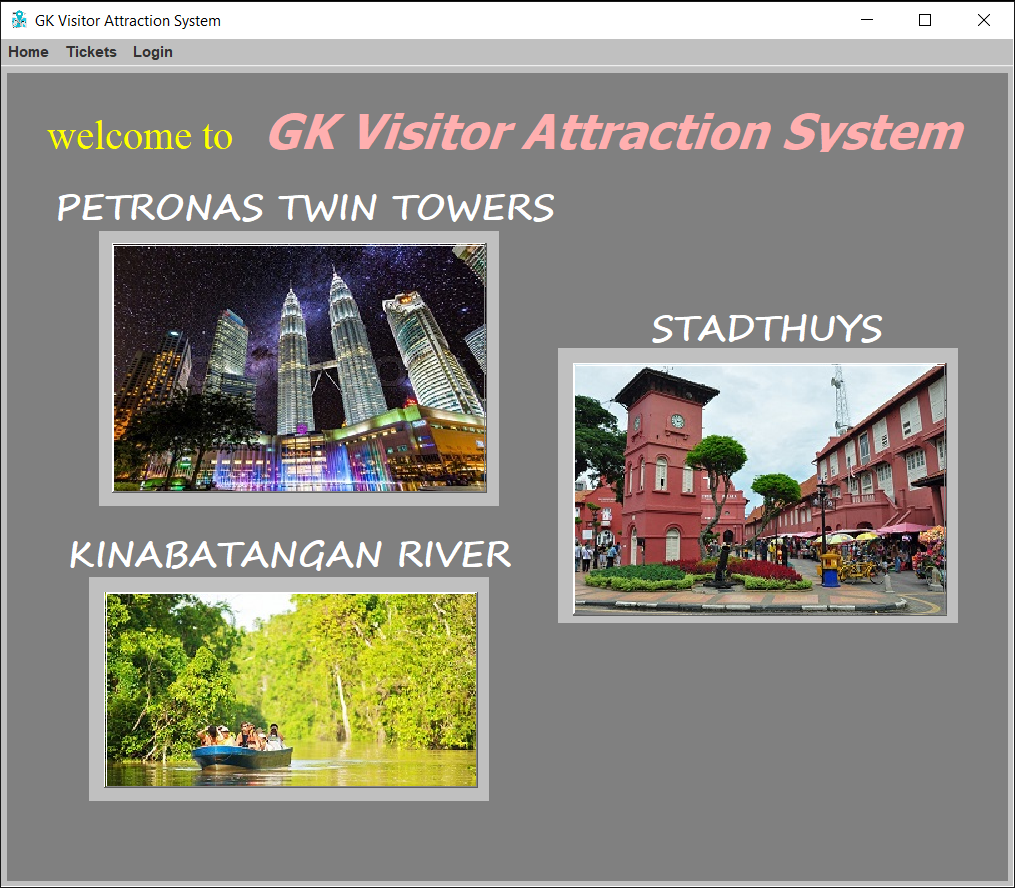 GK Visitor Attraction System
Home Tickets Login
welcome to GK Visitor Attraction System
PETRONAS TWIN TOWERS
STADTHUYS
KINABATANGAN RIVER